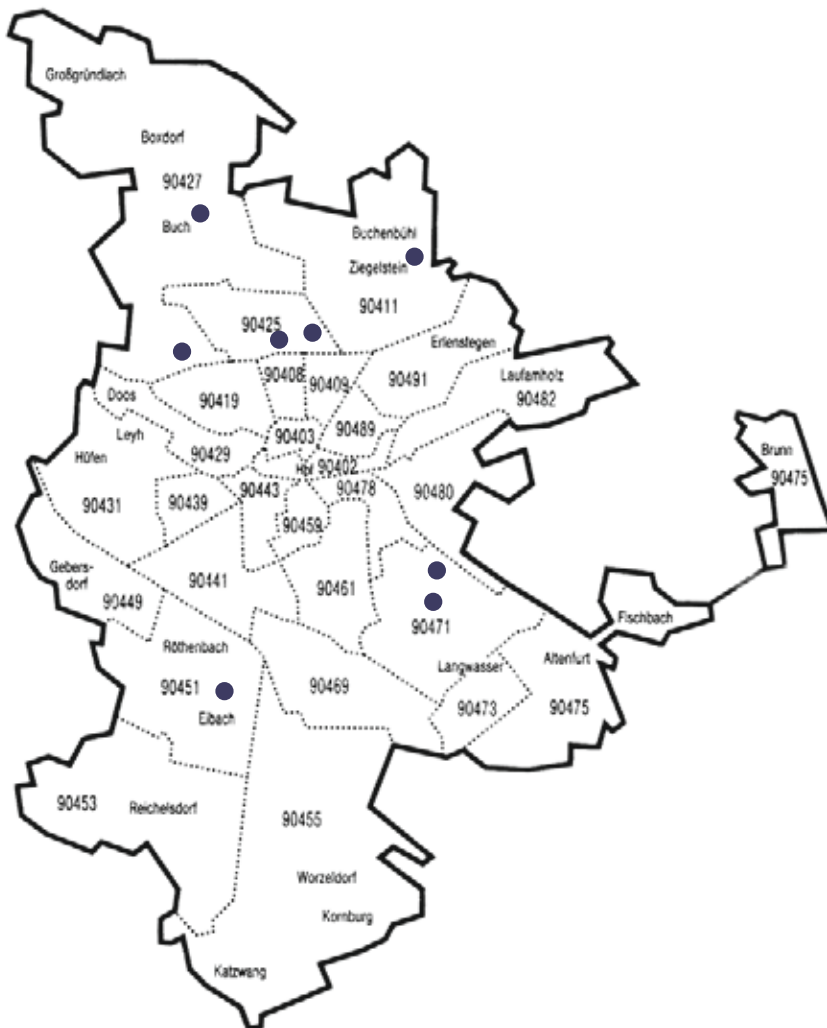 Großgründlach
Boxdorf
90427
Buch
Buchenbühl
Ziegelstein
90411
90425
Erlenstegen
90408
90409
90491
Laufamholz
90482
Doos
90419
Leyh
90403
90489
90429
Höfen
Hbf
90402
Brunn
90475
90431
90439
90443
90478
90480
90459
Gebers-
dorf
90449
90441
90461
90471
Fischbach
Röthenbach
Altenfurt
Langwasser
90451
Eibach
90469
90473
90475
90453
Reichelsdorf
90455
Worzeldorf
Kornburg
Katzwang